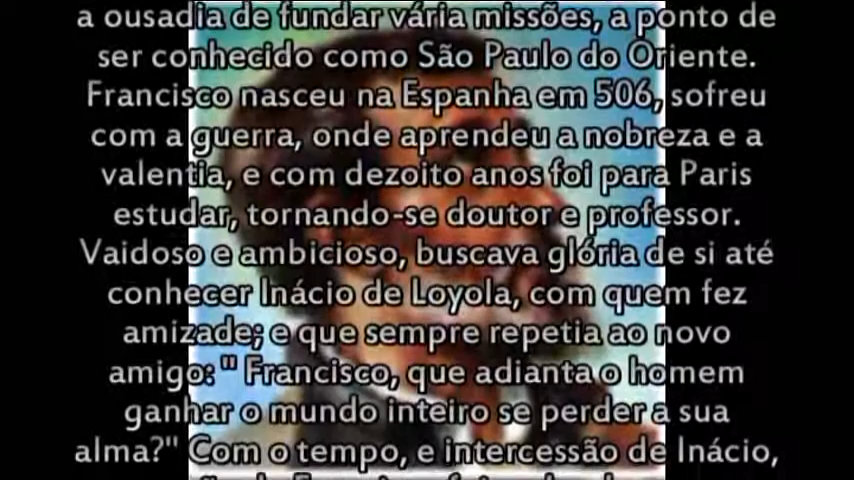 a ousadia de fundar vária missões, a ponto de
ser conhecido como São Paulo do Oriente.
Francisco nasceu na Espanha em 506, sofreu
com a guerra, onde aprendeu a nobreza e a
valentia, e com dezoito anos foi para Paris
estudar, tornando-se doutor e professor.
Vaidoso e ambicioso, buscava glória de si até
conhecer Inácio de Loyola, com quem fez
amizade; e que sempre repetia ao novo
amigo: " Francisco, que adianta o homem
ganhar o mundo inteiro se perder a sua
alma?" Com o tempo, e intercessão de Inácio,